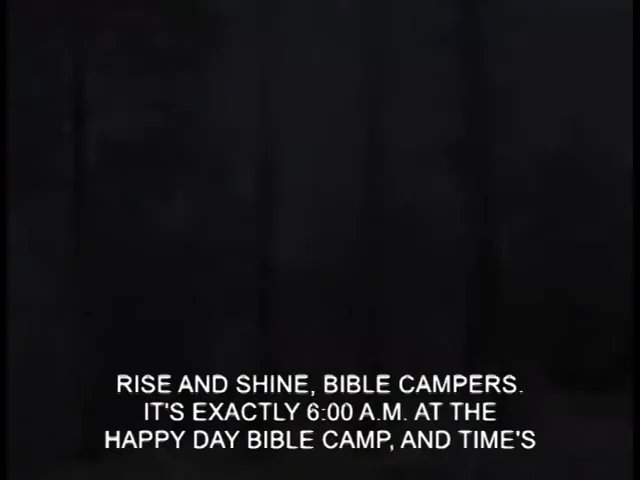 RISE AND SHINE, BIBLE CAMPERS.
IT'S EXACTLY 6:00 A.M. AT THE
HAPPY DAY BIBLE CAMP, AND TIME'S